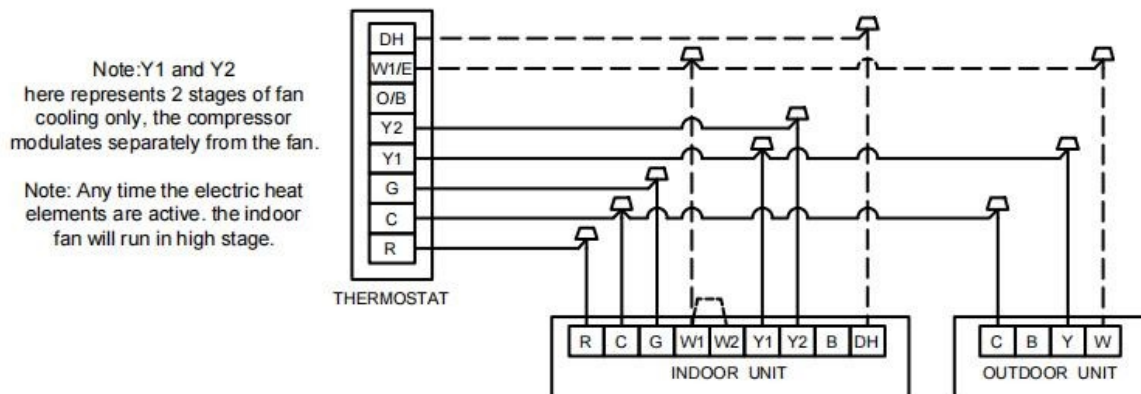 Note:Y1 and Y2
here represents 2 stages of fan
cooling only, the compressor
modulates separately from the fan.
Note: Any time the electric heat
elements are active. the indoor
fan will run in high stage.
DH
W1/E
O/B
Y2
Y1
G
C
R
THERMOSTAT
R C G W1 W2 Y1 Y2 B DH
INDOOR UNIT
C B Y W
OUTDOOR UNIT